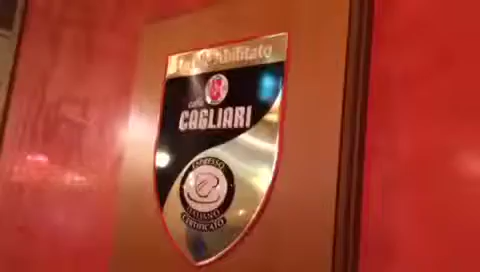 Abilitato
caffè
CAGLIARI
ESPRESSO
ITALIANO
CERTIFICATO